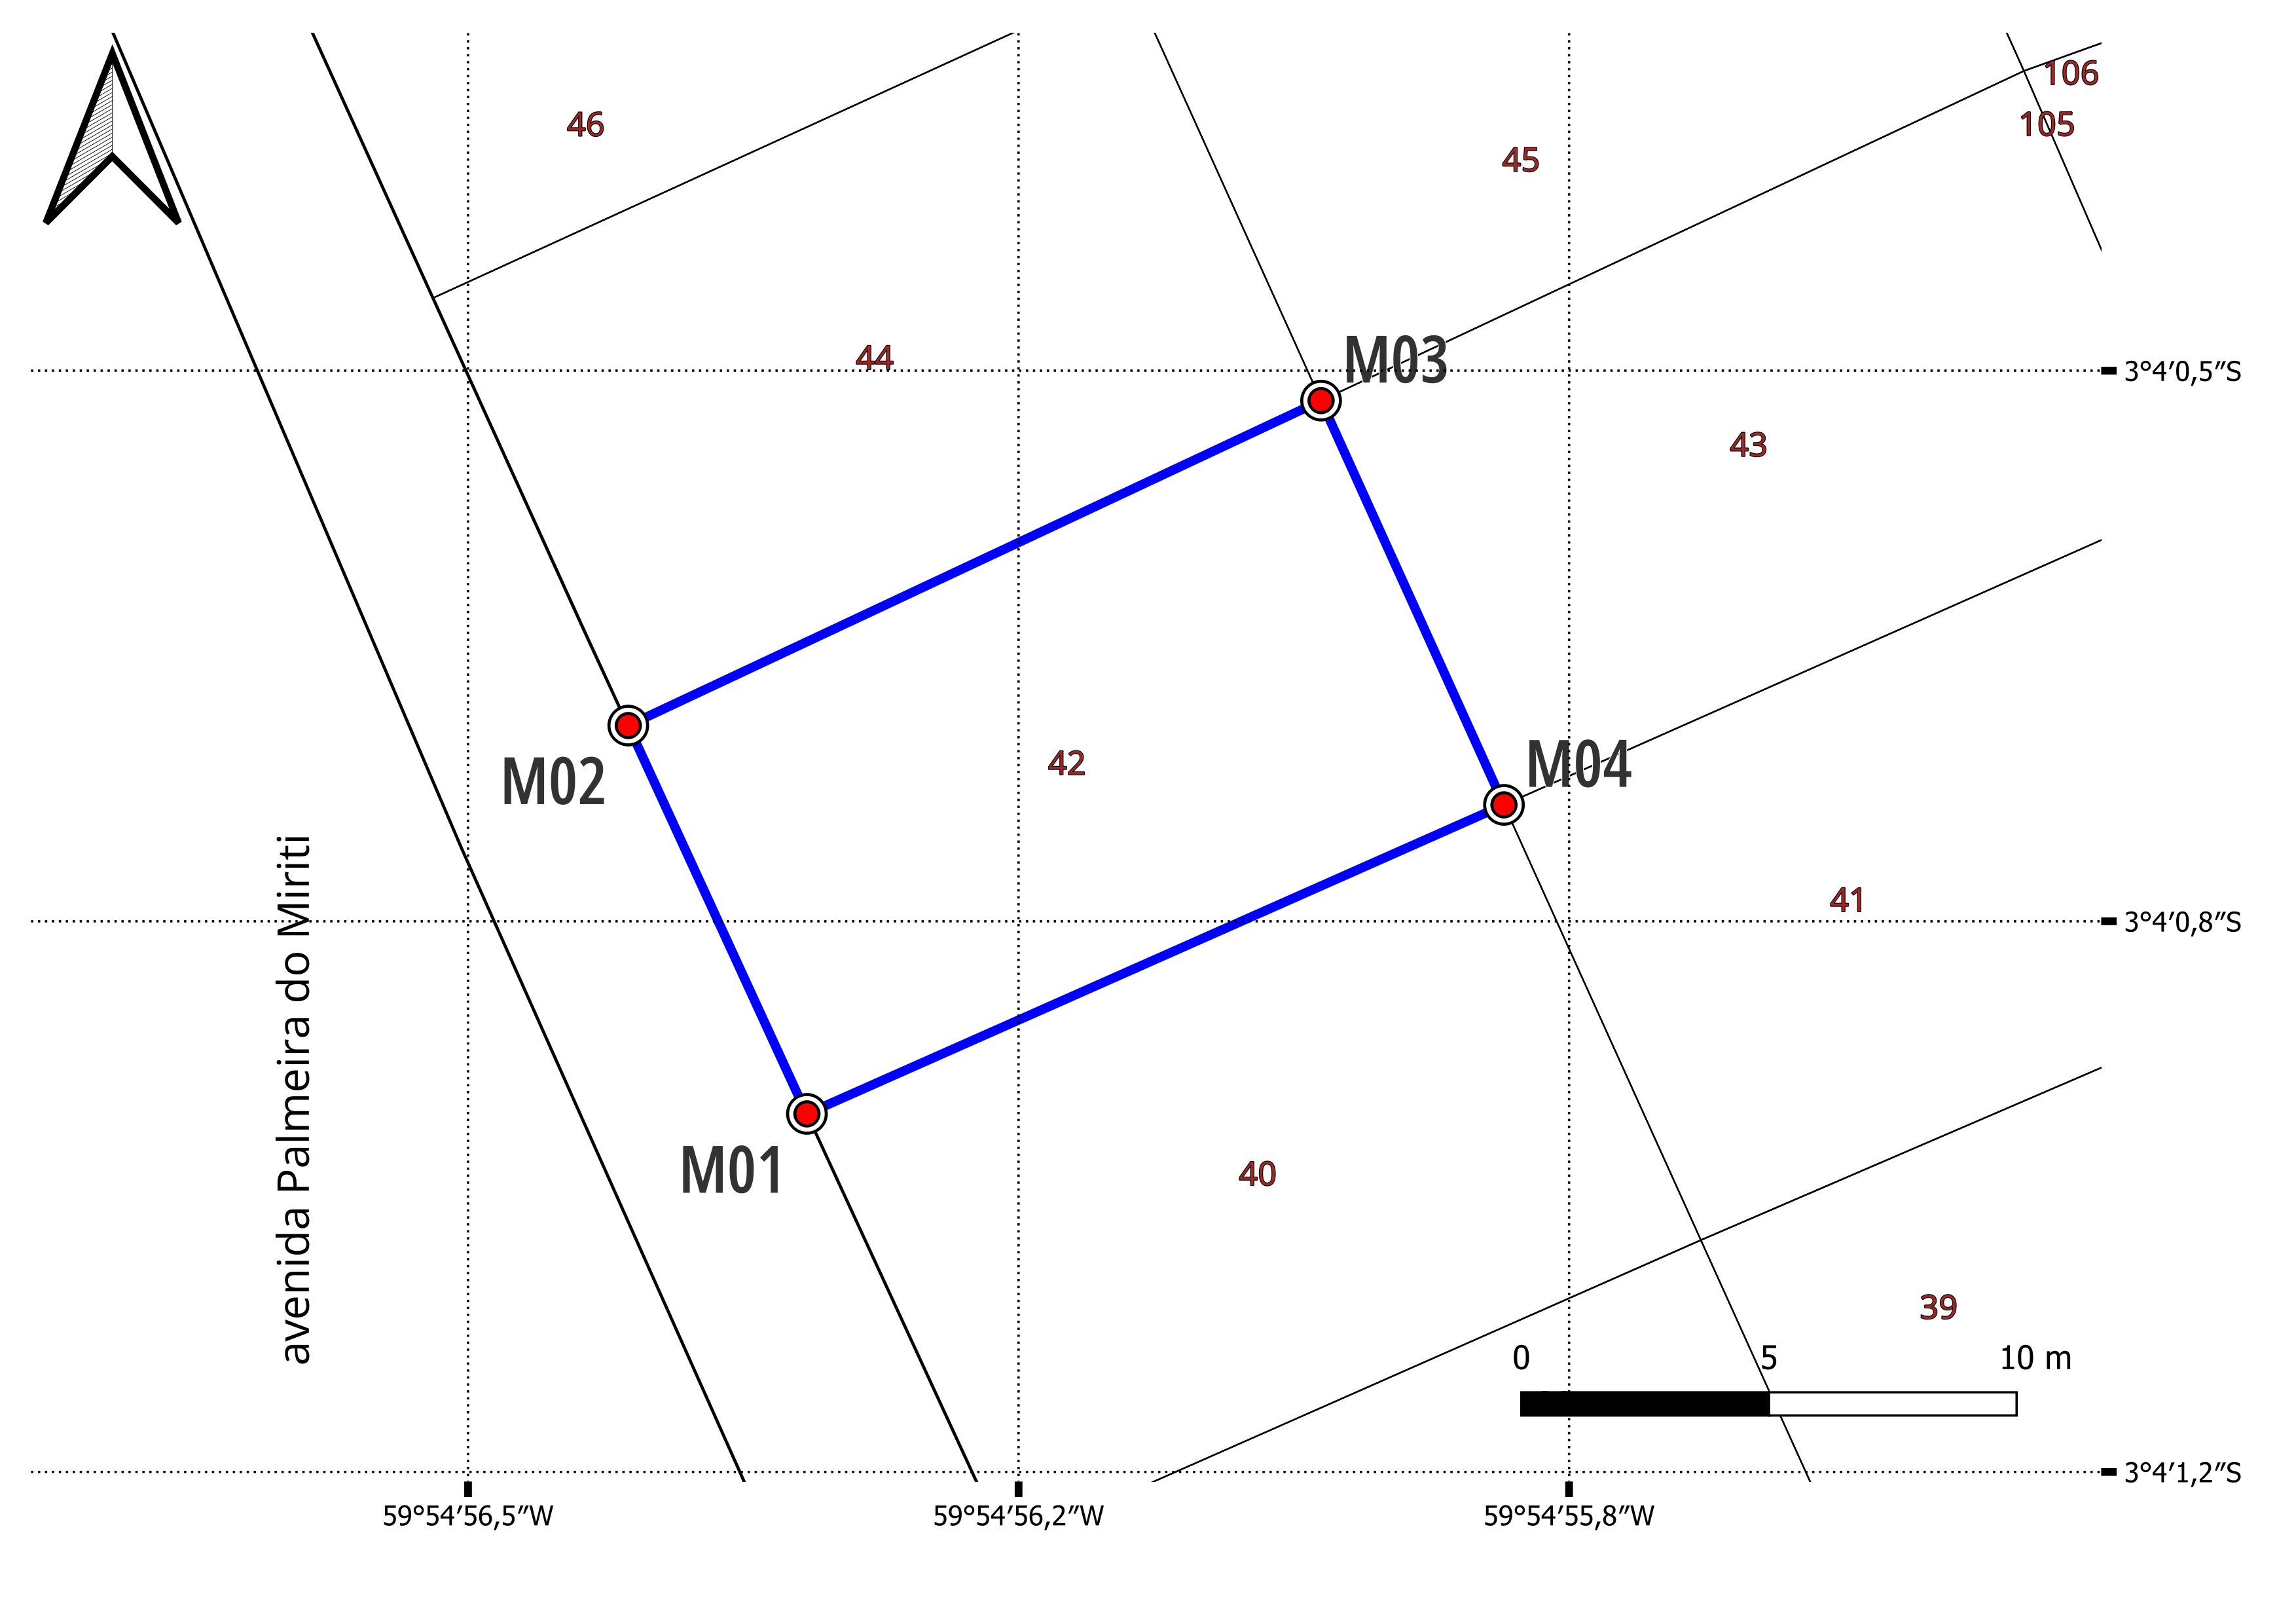 106
46
105
45
M03
44
3°4′0,5″S
43
M04
42
M02
avenida Palmeira do Miriti
41
3°4′0,8″S
M01
40
39
0 5 10 m
3°4′1,2″S
59°54′56,5″W 59°54′56,2″W 59°54′55,8″W